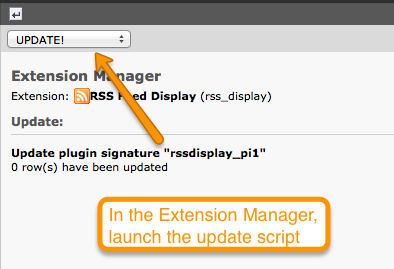 UPDATE!
Extension Manager
Extension: RSS Feed Display (rss_display)
Update:
Update plugin signature "rssdisplay_pi1"
0 row(s) have been updated
In the Extension Manager,
launch the update script